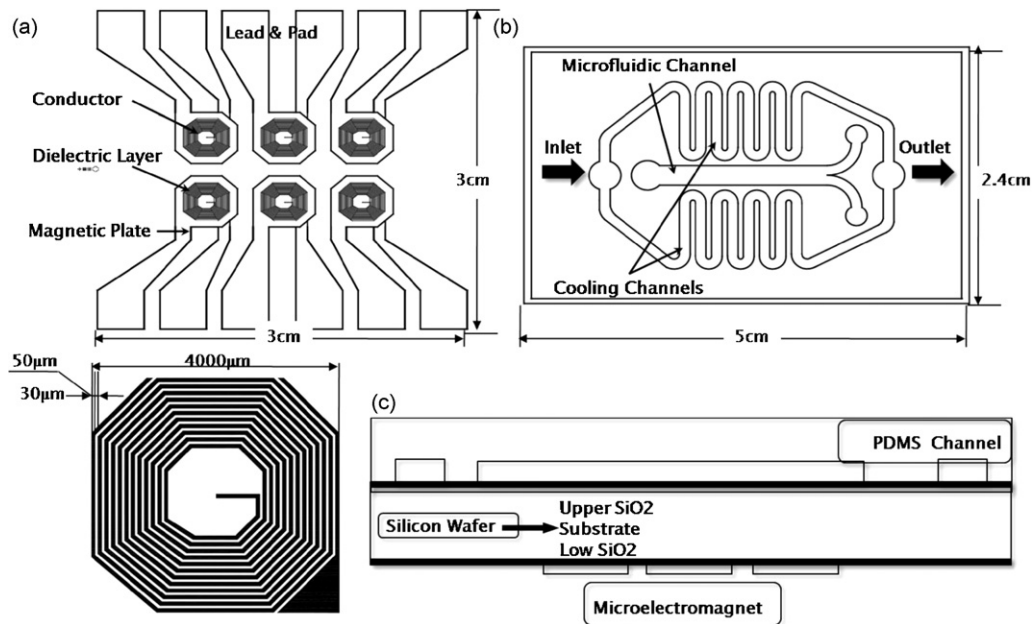 (a)
Lead & Pad
Conductor
Dielectric Layer
Magnetic Plate
3cm
3cm
(b)
Microfluidic Channel
Inlet
Outlet
2.4cm
Cooling Channels
5cm
50μm
4000μm
30μm
(c)
PDMS Channel
Upper SiO2
Silicon Wafer
Substrate
Low SiO2
Microelectromagnet